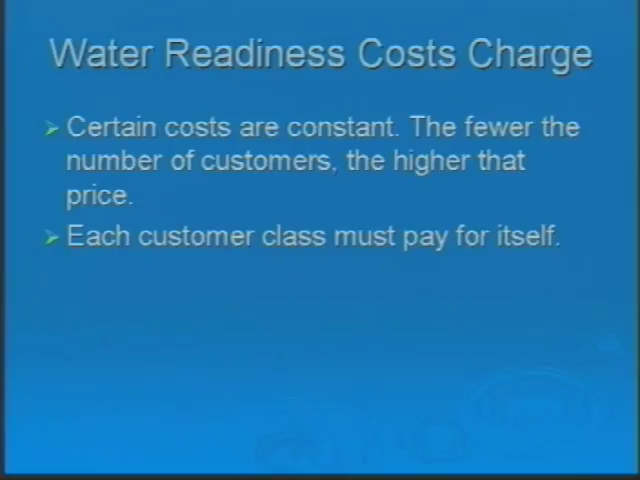 Water Readiness Costs Charge
Certain costs are constant. The fewer the
number of customers, the higher that
price.
Each customer class must pay for itself.